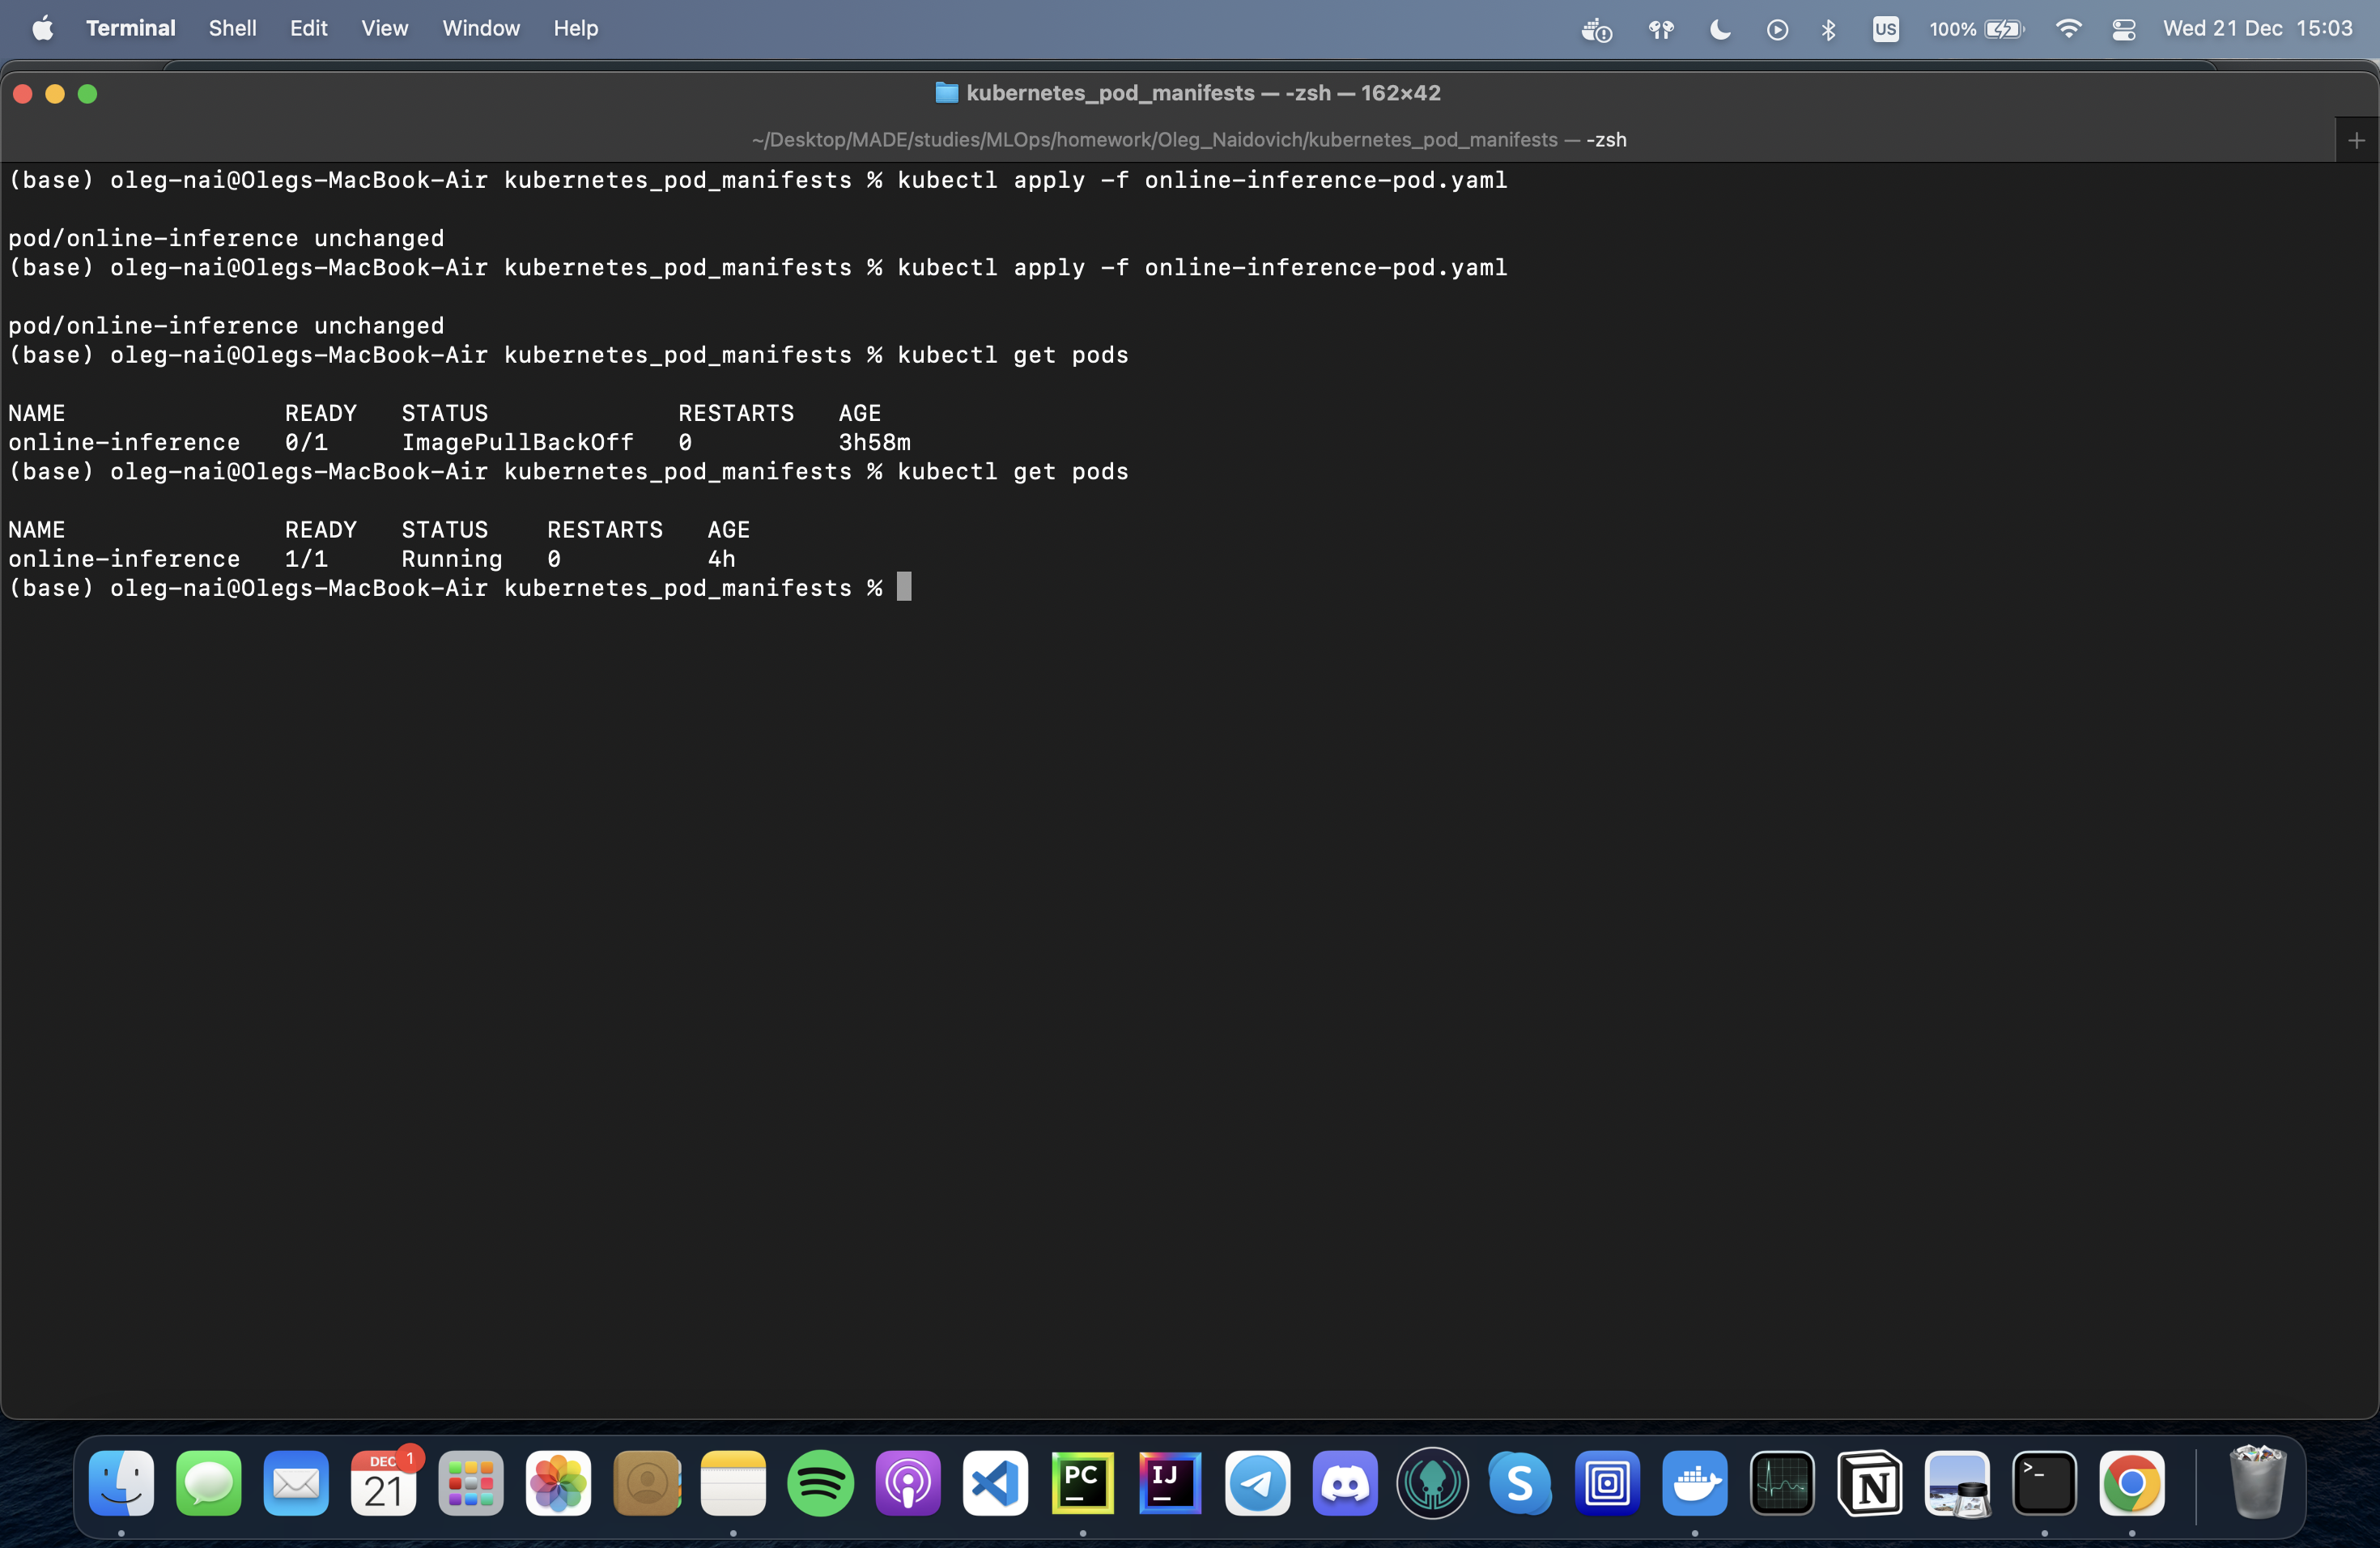 Terminal Shell Edit View Window Help US 100% Wed 21 Dec 15:03
kubernetes_pod_manifests — -zsh — 162×42
~/Desktop/MADE/studies/MLOps/homework/Oleg_Naidovich/kubernetes_pod_manifests — -zsh
(base) oleg-nai@Olegs-MacBook-Air kubernetes_pod_manifests % kubectl apply -f online-inference-pod.yaml
pod/online-inference unchanged
(base) oleg-nai@Olegs-MacBook-Air kubernetes_pod_manifests % kubectl apply -f online-inference-pod.yaml
pod/online-inference unchanged
(base) oleg-nai@Olegs-MacBook-Air kubernetes_pod_manifests % kubectl get pods
NAME READY STATUS RESTARTS AGE
online-inference 0/1 ImagePullBackOff 0 3h58m
(base) oleg-nai@Olegs-MacBook-Air kubernetes_pod_manifests % kubectl get pods
NAME READY STATUS RESTARTS AGE
online-inference 1/1 Running 0 4h
(base) oleg-nai@Olegs-MacBook-Air kubernetes_pod_manifests %
DEC 1
21
PC
IJ
S
N
>_